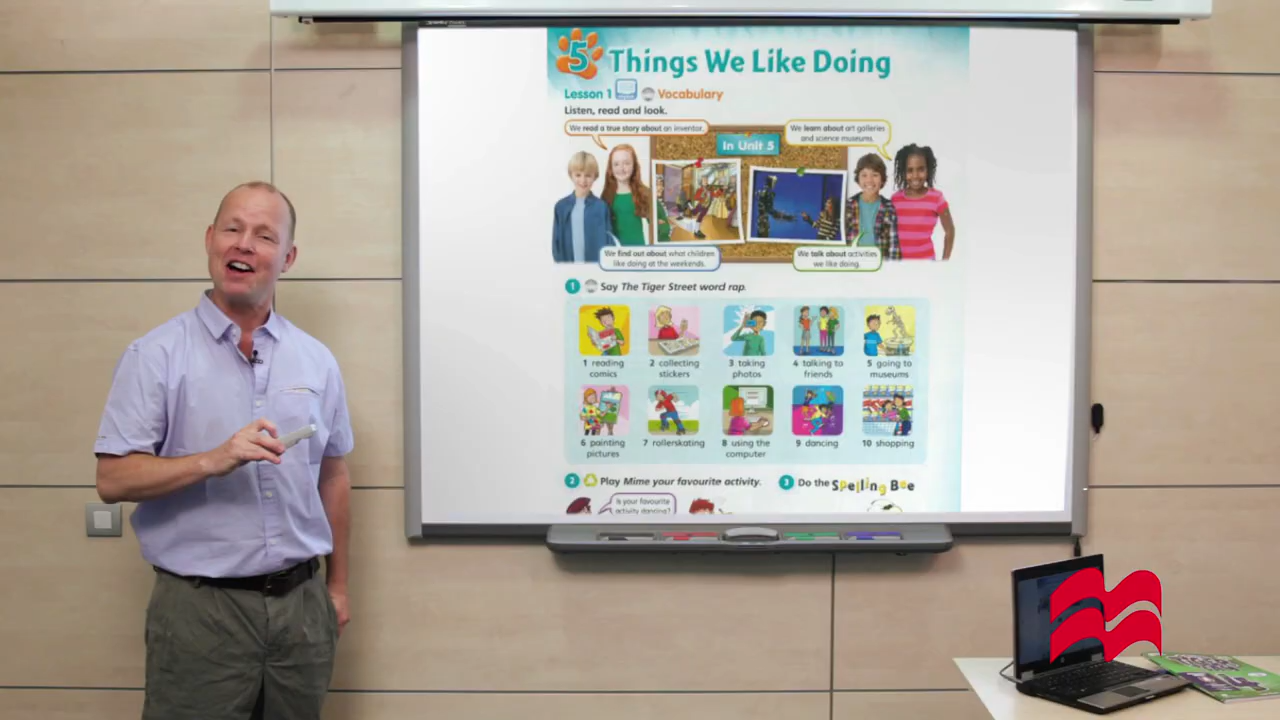 5 Things We Like Doing
Lesson 1 Vocabulary
Listen, read and look.
We read a true story about an inventor.
We learn about art galleries
and science museums.
In Unit 5
We find out about what children
like doing at the weekends.
We talk about activities
we like doing.
1 Say The Tiger Street word rap.
1 reading
comics
2 collecting
stickers
3 taking
photos
4 talking to
friends
5 going to
museums
6 painting
pictures
7 rollerskating
8 using the
computer
9 dancing
10 shopping
2 Play Mime your favourite activity.
3 Do the Spelling Bee
Is your favourite
activity dancing?